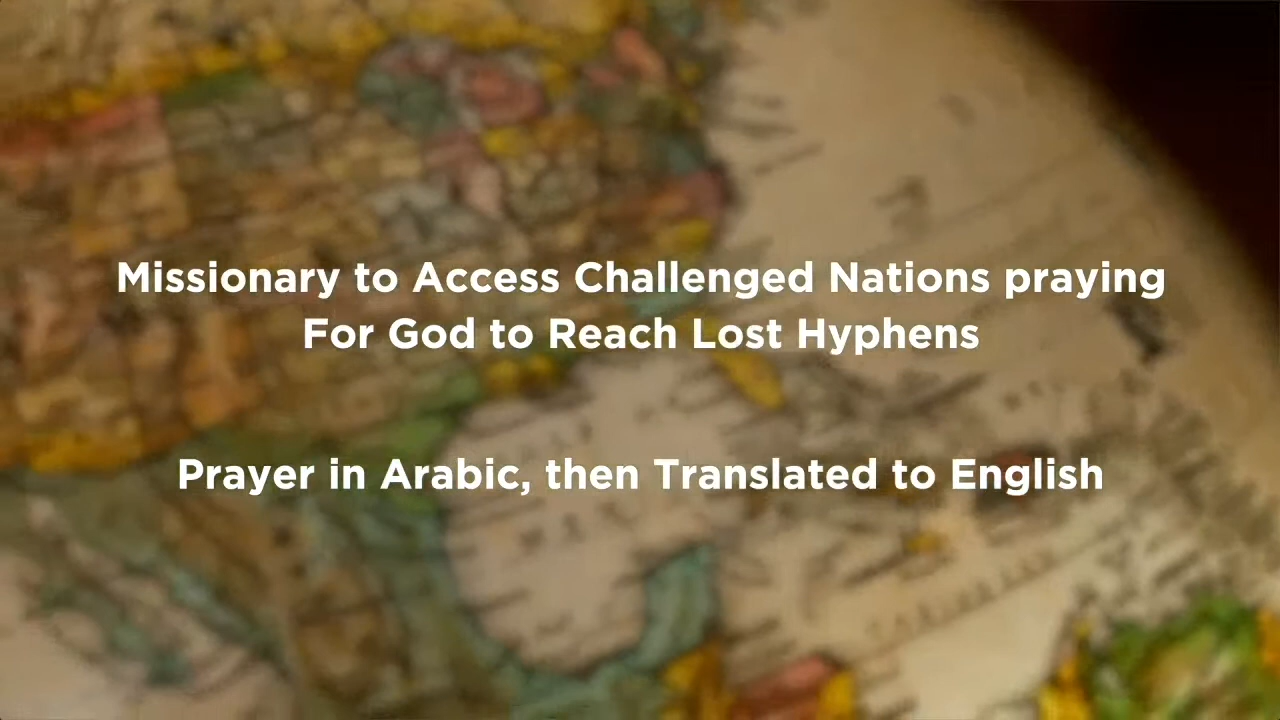 Missionary to Access Challenged Nations praying
For God to Reach Lost Hyphens
Prayer in Arabic, then Translated to English